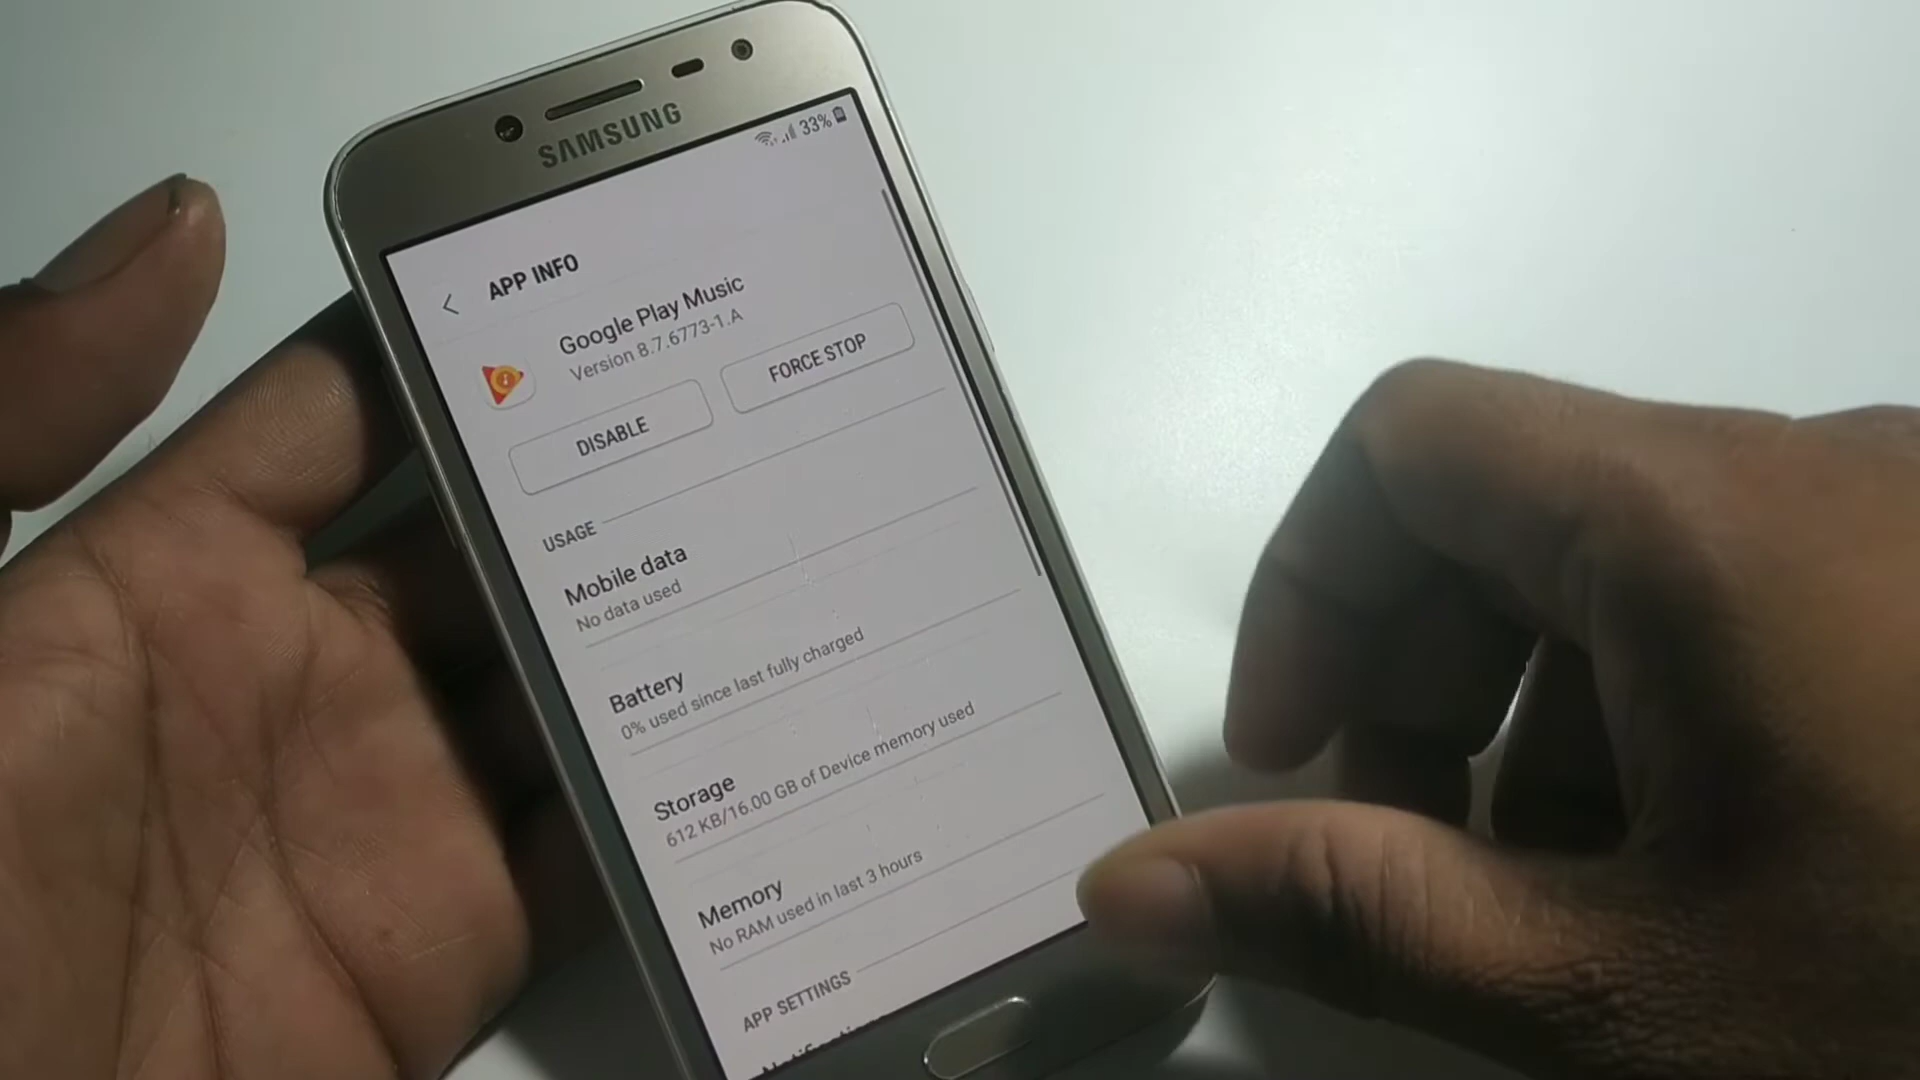 SAMSUNG
33%
APP INFO
Google Play Music
Version 8.7.6773-1.A
DISABLE
FORCE STOP
USAGE
Mobile data
No data used
Battery
0% used since last fully charged
Storage
612 KB/16.00 GB of Device memory used
Memory
No RAM used in last 3 hours
APP SETTINGS